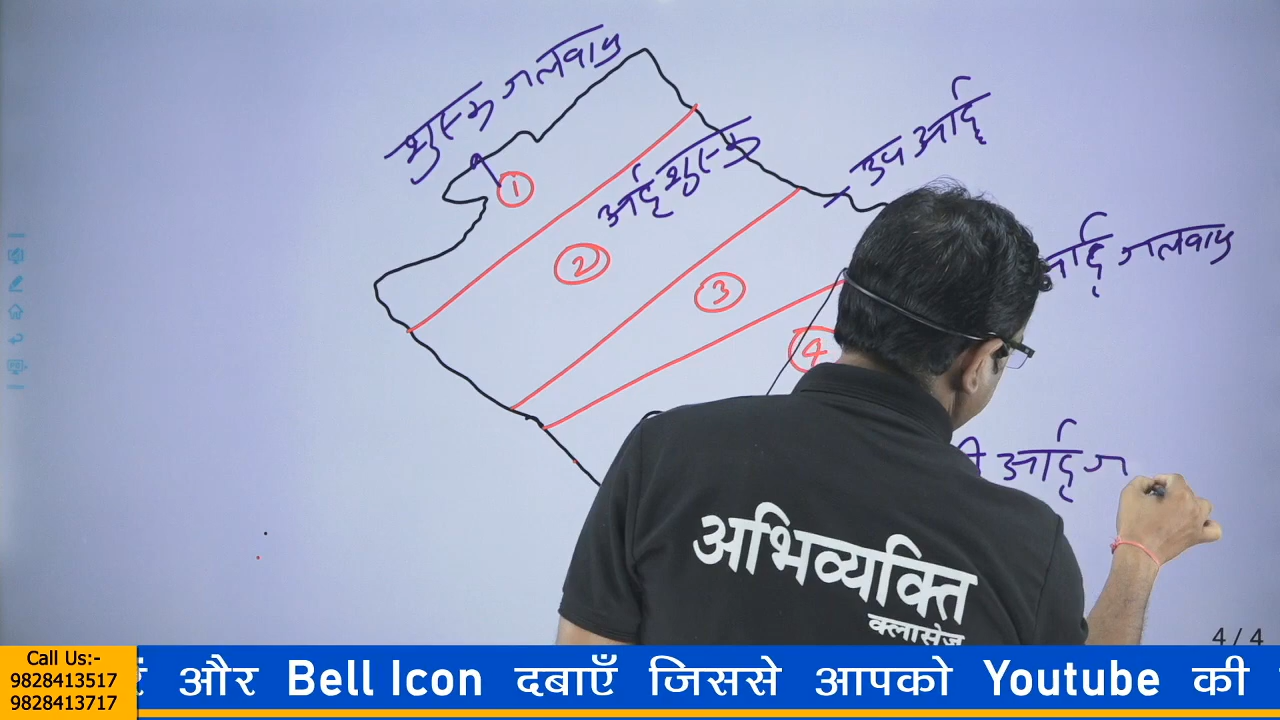 शुष्क जलवायु
उप आर्द्र
आर्द्र शुष्क
1
आर्द्र जलवायु
2
3
4
आर्द्र ज
अभिव्यक्ति
क्लासेज
4 / 4
Call Us:-
9828413517
9828413717
और Bell Icon दबाएँ जिससे आपको Youtube की